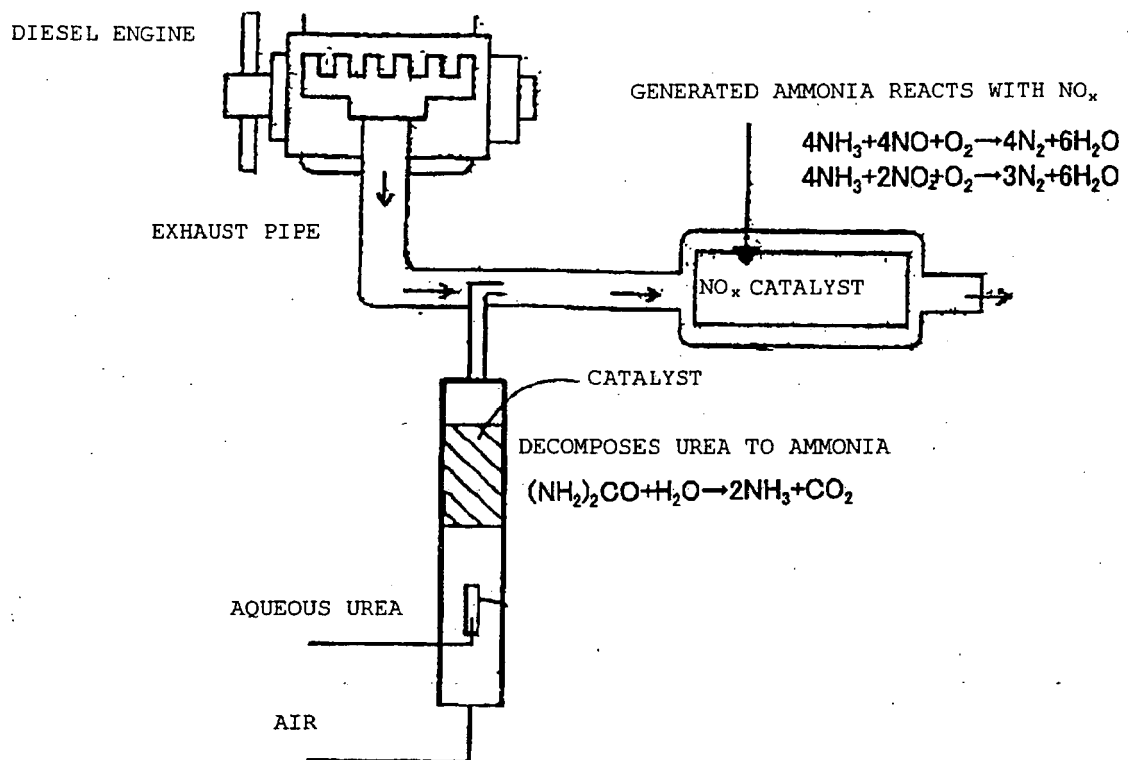 DIESEL ENGINE
GENERATED AMMONIA REACTS WITH NOₓ
4NH₃+4NO+O₂→4N₂+6H₂O
4NH₃+2NO₂+O₂→3N₂+6H₂O
EXHAUST PIPE
NOₓ CATALYST
CATALYST
DECOMPOSES UREA TO AMMONIA
(NH₂)₂CO+H₂O→2NH₃+CO₂
AQUEOUS UREA
AIR